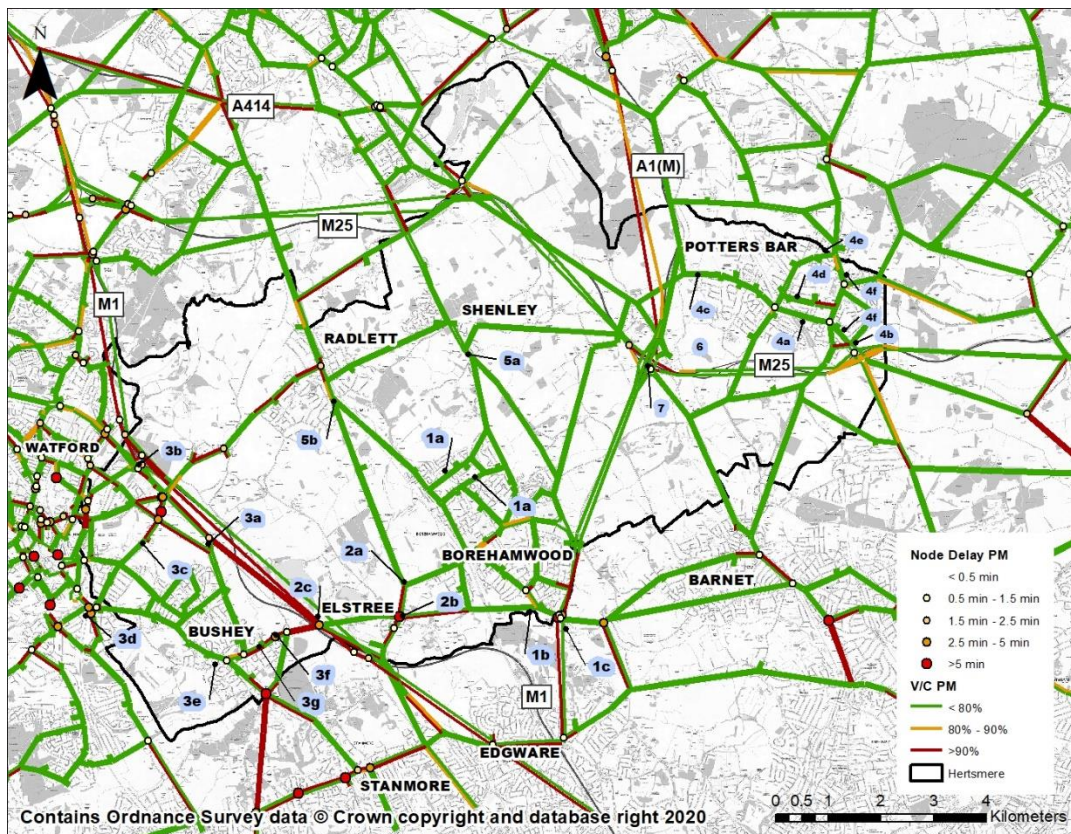 N
A414
A1(M)
M25
POTTERS BAR
4e
4d
4f
M1
SHENLEY
4c
4f
RADLETT
6
4a
4b
5a
M25
7
5b
1a
WATFORD
3b
1a
3a
BOREHAMWOOD
2a
3c
BARNET
2c
ELSTREE
2b
3d
BUSHEY
1b
1c
3f
3e
3g
M1
EDGWARE
STANMORE
Node Delay PM
< 0.5 min
0.5 min - 1.5 min
1.5 min - 2.5 min
2.5 min - 5 min
>5 min
V/C PM
< 80%
80% - 90%
>90%
Hertsmere
0 0.5 1 2 3 4
Kilometers
Contains Ordnance Survey data © Crown copyright and database right 2020